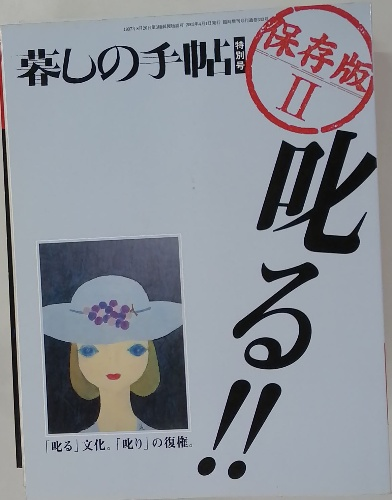 暮しの手帖
特別号
保存版
II
叱る!!
「叱る」文化。「叱り」の復権。